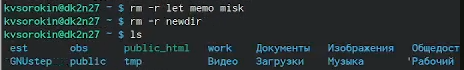 kvsorokin@dk2n27 ~ $ rm -r let memo misk
kvsorokin@dk2n27 ~ $ rm -r newdir
kvsorokin@dk2n27 ~ $ ls
est obs public_html work Документы Изображения Общедост
GNUstep public tmp Видео Загрузки Музыка 'Рабочий